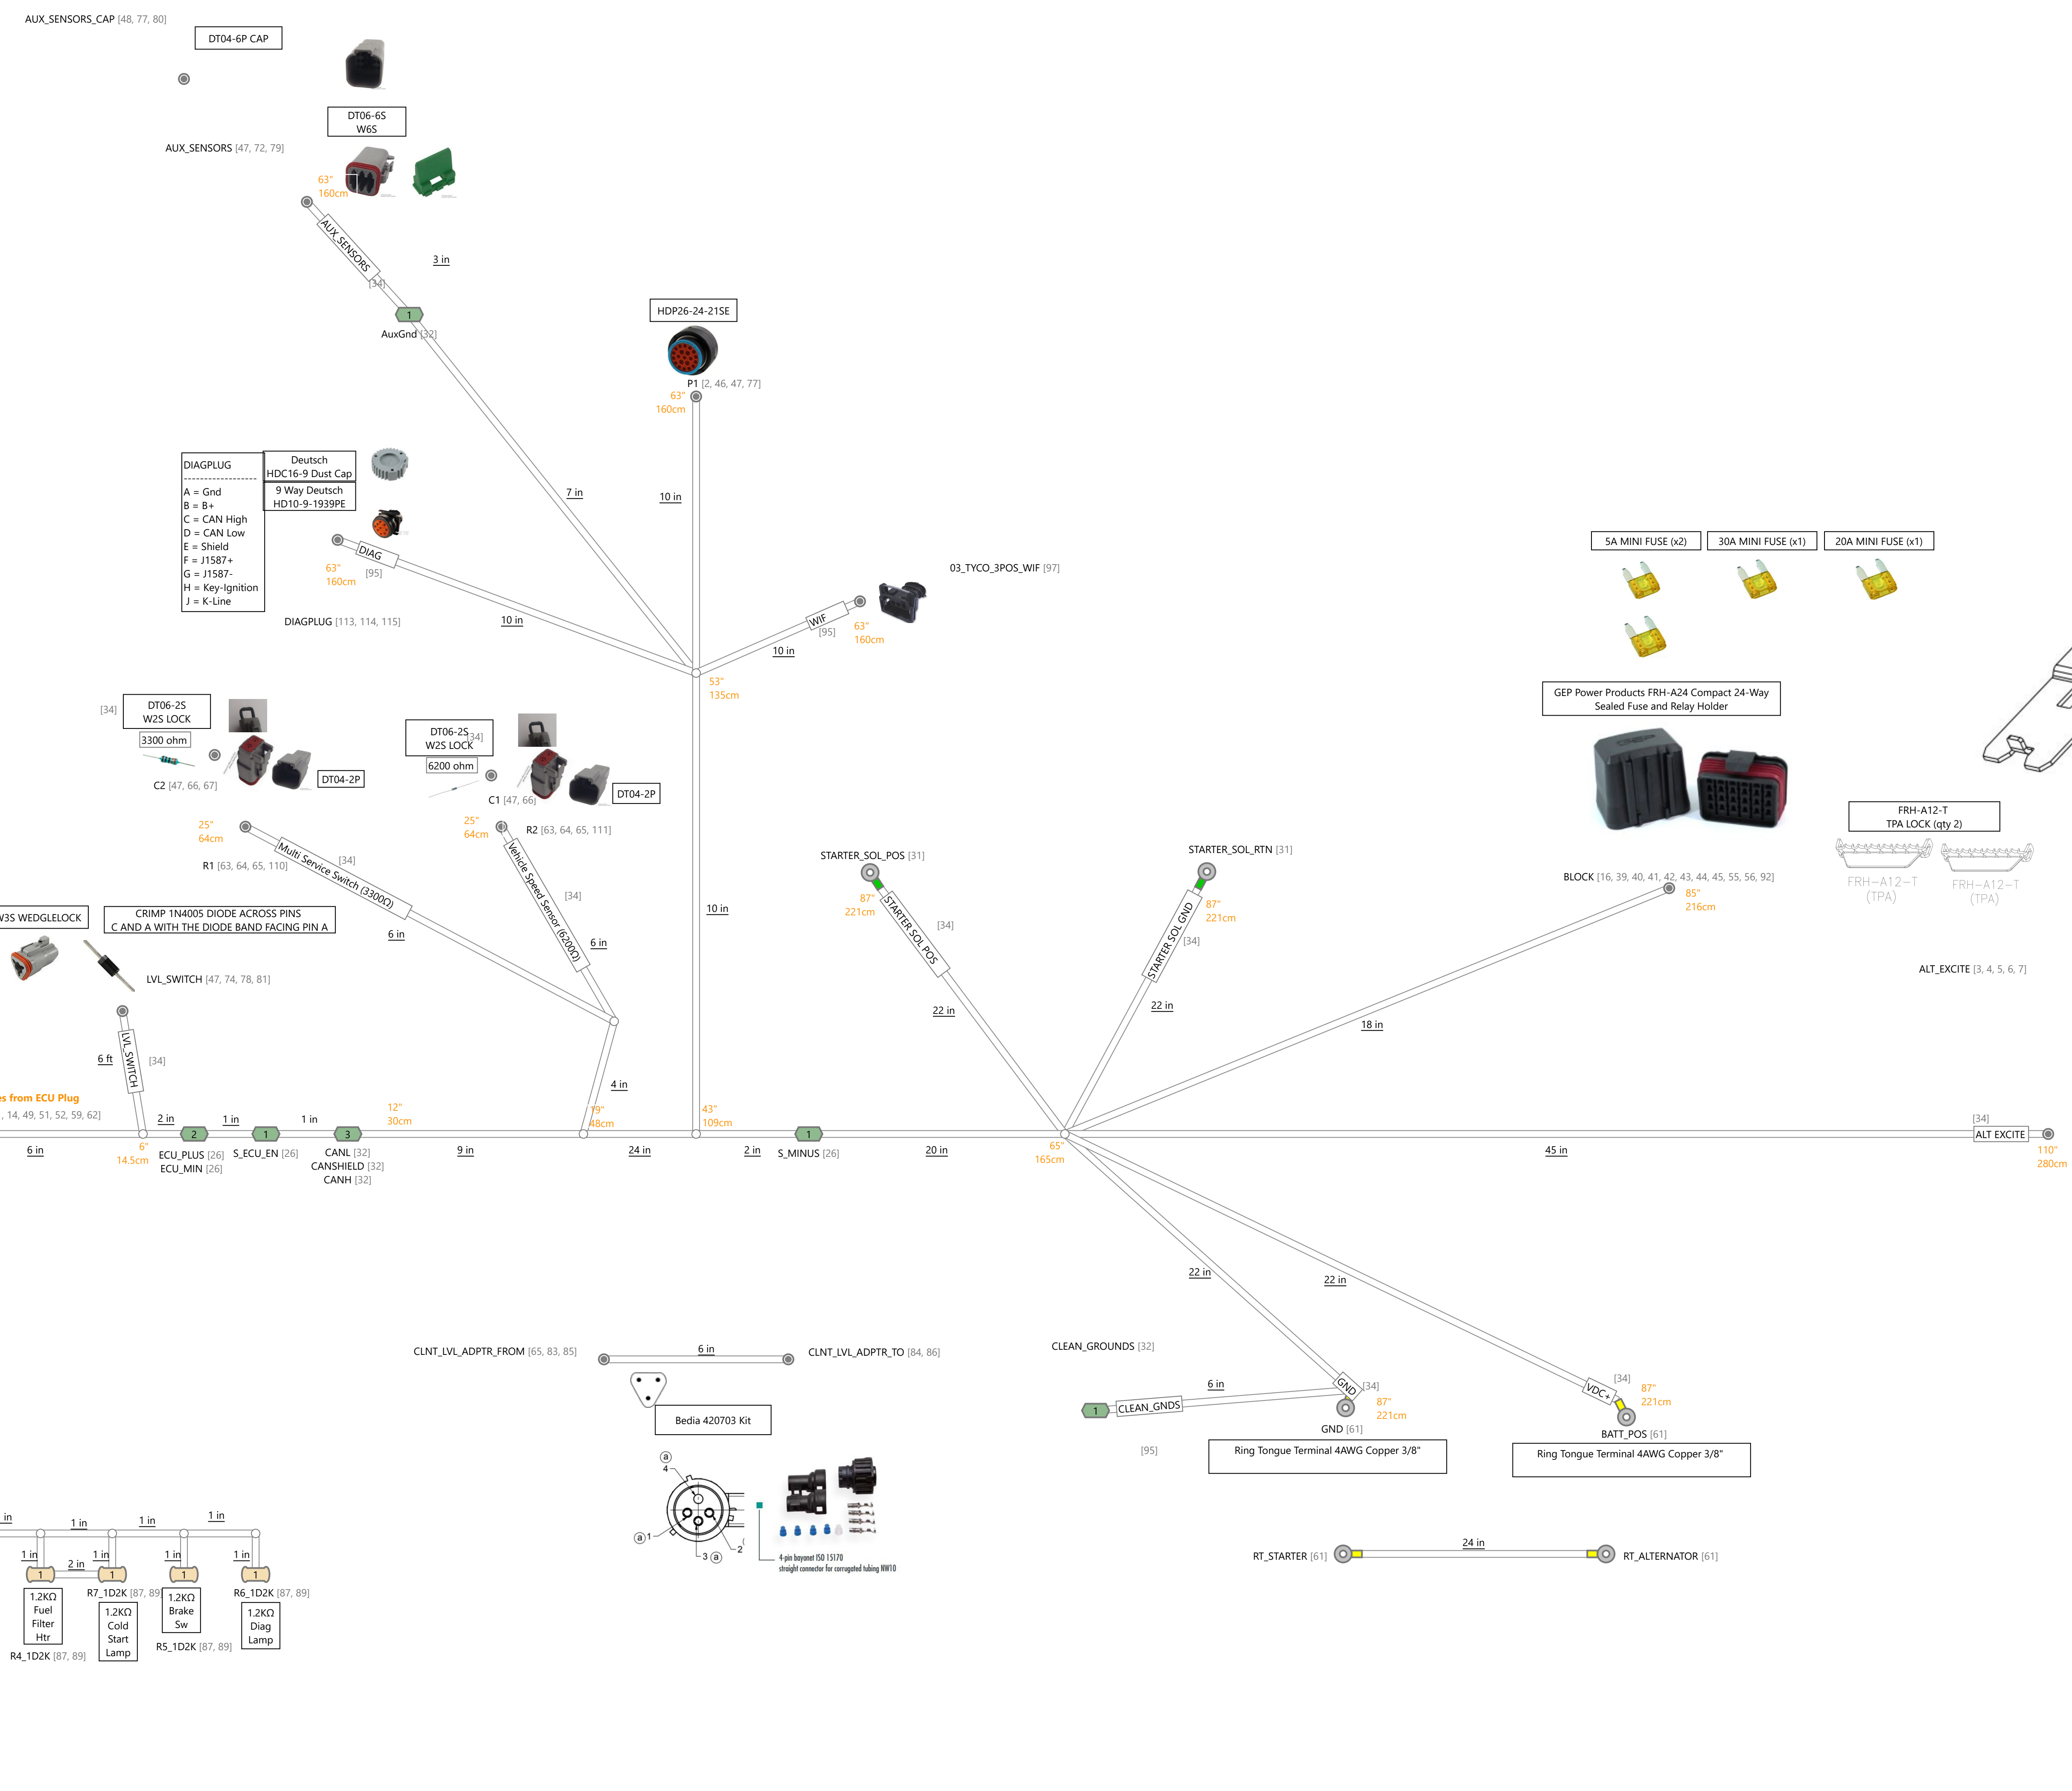 AUX_SENSORS_CAP [48, 77, 80]
DT04-6P CAP
DT06-6S
W6S
AUX_SENSORS [47, 72, 79]
63"
160cm
AUX_SENSORS
[34]
3 in
1
AuxGnd [32]
HDP26-24-21SE
P1 [2, 46, 47, 77]
63"
160cm
7 in
10 in
DIAGPLUG
--------------------
A = Gnd
B = B+
C = CAN High
D = CAN Low
E = Shield
F = J1587+
G = J1587-
H = Key-Ignition
J = K-Line
Deutsch
HDC16-9 Dust Cap
9 Way Deutsch
HD10-9-1939PE
DIAG
[95]
63"
160cm
DIAGPLUG [113, 114, 115]
10 in
03_TYCO_3POS_WIF [97]
WIF
[95]
63"
160cm
10 in
53"
135cm
5A MINI FUSE (x2)
30A MINI FUSE (x1)
20A MINI FUSE (x1)
GEP Power Products FRH-A24 Compact 24-Way
Sealed Fuse and Relay Holder
FRH-A12-T
TPA LOCK (qty 2)
FRH-A12-T
(TPA)
FRH-A12-T
(TPA)
BLOCK [16, 39, 40, 41, 42, 43, 44, 45, 55, 56, 92]
85"
216cm
[34]
DT06-2S
W2S LOCK
3300 ohm
DT04-2P
C2 [47, 66, 67]
25"
64cm
R1 [63, 64, 65, 110]
Multi Service Switch (3300Ω)
[34]
6 in
DT06-2S
W2S LOCK
[34]
6200 ohm
DT04-2P
C1 [47, 66]
25"
64cm
R2 [63, 64, 65, 111]
Vehicle Speed Sensor (6200Ω)
[34]
6 in
10 in
STARTER_SOL_POS [31]
87"
221cm
STARTER SOL POS
[34]
22 in
STARTER_SOL_RTN [31]
87"
221cm
STARTER SOL GND
[34]
22 in
18 in
ALT_EXCITE [3, 4, 5, 6, 7]
W3S WEDGLELOCK
CRIMP 1N4005 DIODE ACROSS PINS
C AND A WITH THE DIODE BAND FACING PIN A
LVL_SWITCH [47, 74, 78, 81]
LVL_SWITCH
6 ft
[34]
es from ECU Plug
, 14, 49, 51, 52, 59, 62]
6 in
6"
14.5cm
2 in
2
ECU_PLUS [26]
ECU_MIN [26]
1 in
1
S_ECU_EN [26]
1 in
3
CANL [32]
CANSHIELD [32]
CANH [32]
12"
30cm
9 in
4 in
19"
48cm
24 in
43"
109cm
2 in
1
S_MINUS [26]
20 in
65"
165cm
45 in
[34]
ALT EXCITE
110"
280cm
22 in
22 in
CLNT_LVL_ADPTR_FROM [65, 83, 85]
6 in
CLNT_LVL_ADPTR_TO [84, 86]
Bedia 420703 Kit
a
4
a
1
2
3
a
4-pin bayonet ISO 15170
straight connector for corrugated tubing NW10
CLEAN_GROUNDS [32]
1
CLEAN_GNDS
6 in
[95]
GND
[34]
87"
221cm
GND [61]
Ring Tongue Terminal 4AWG Copper 3/8"
VDC+
[34]
87"
221cm
BATT_POS [61]
Ring Tongue Terminal 4AWG Copper 3/8"
RT_STARTER [61]
24 in
RT_ALTERNATOR [61]
in
1 in
1 in
1 in
1 in
1 in
1 in
1 in
2 in
1
1
1
1
R7_1D2K [87, 89]
R6_1D2K [87, 89]
1.2KΩ
Fuel
Filter
Htr
1.2KΩ
Cold
Start
Lamp
1.2KΩ
Brake
Sw
1.2KΩ
Diag
Lamp
R4_1D2K [87, 89]
R5_1D2K [87, 89]